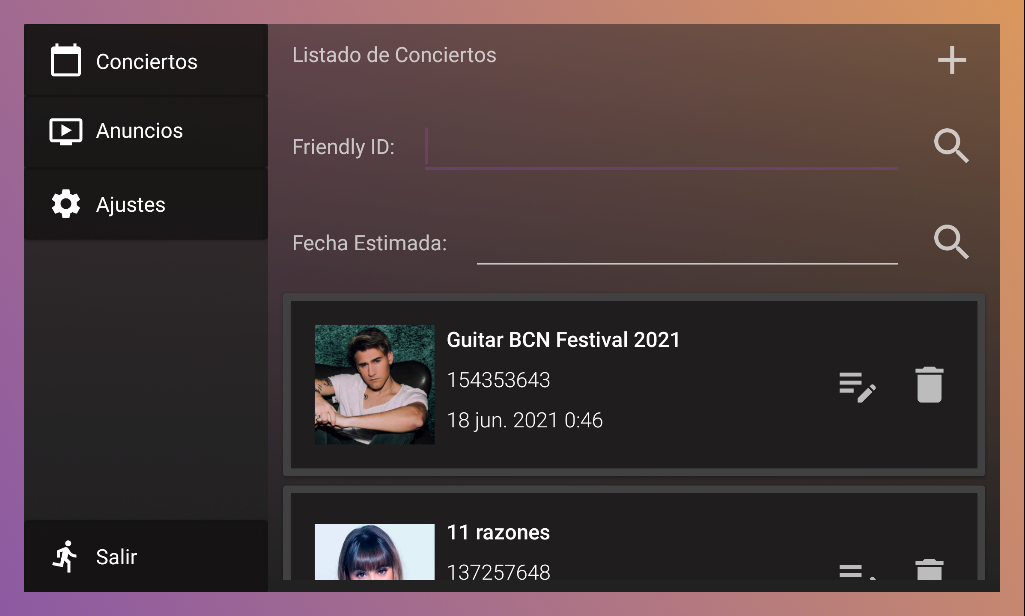 Conciertos
Anuncios
Ajustes
Salir
Listado de Conciertos
Friendly ID:
Fecha Estimada:
Guitar BCN Festival 2021
154353643
18 jun. 2021 0:46
11 razones
137257648